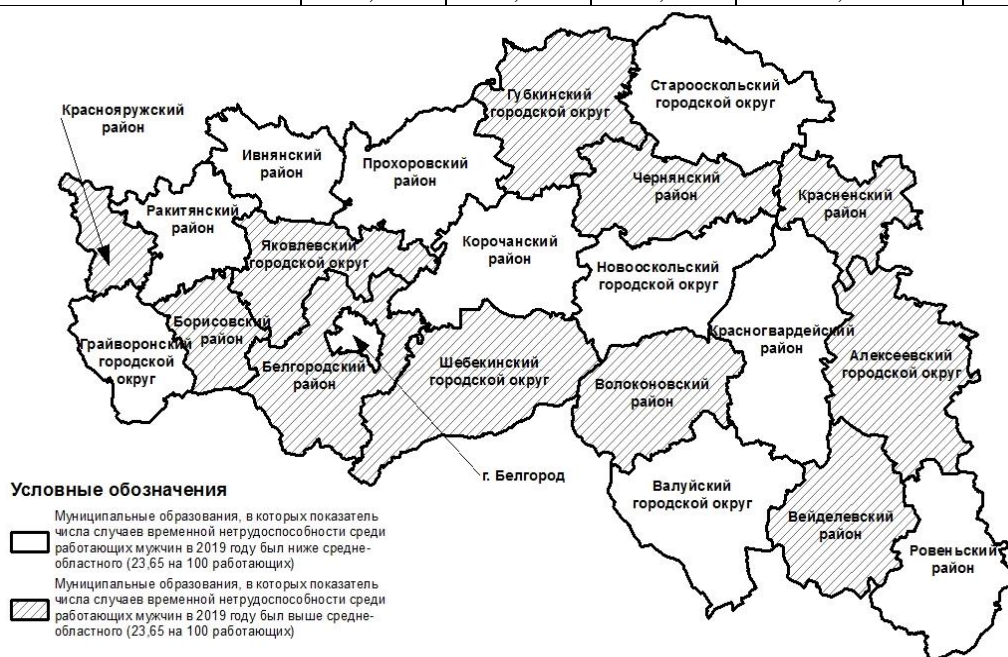 Губкинский
городской округ
Старооскольский
городской округ
Краснояружский
район
Ивнянский
район
Прохоровский
район
Чернянский
район
Красненский
район
Ракитянский
район
Яковлевский
городской округ
Корочанский
район
Новооскольский
городской округ
Красногвардейский
район
Борисовский
район
Грайворонский
городской
округ
Белгородский
район
Шебекинский
городской округ
Волоконовский
район
Алексеевский
городской округ
г. Белгород
Валуйский
городской округ
Вейделевский
район
Ровеньский
район
Условные обозначения
Муниципальные образования, в которых показатель
числа случаев временной нетрудоспособности среди
работающих мужчин в 2019 году был ниже средне-
областного (23,65 на 100 работающих)
Муниципальные образования, в которых показатель
числа случаев временной нетрудоспособности среди
работающих мужчин в 2019 году был выше средне-
областного (23,65 на 100 работающих)